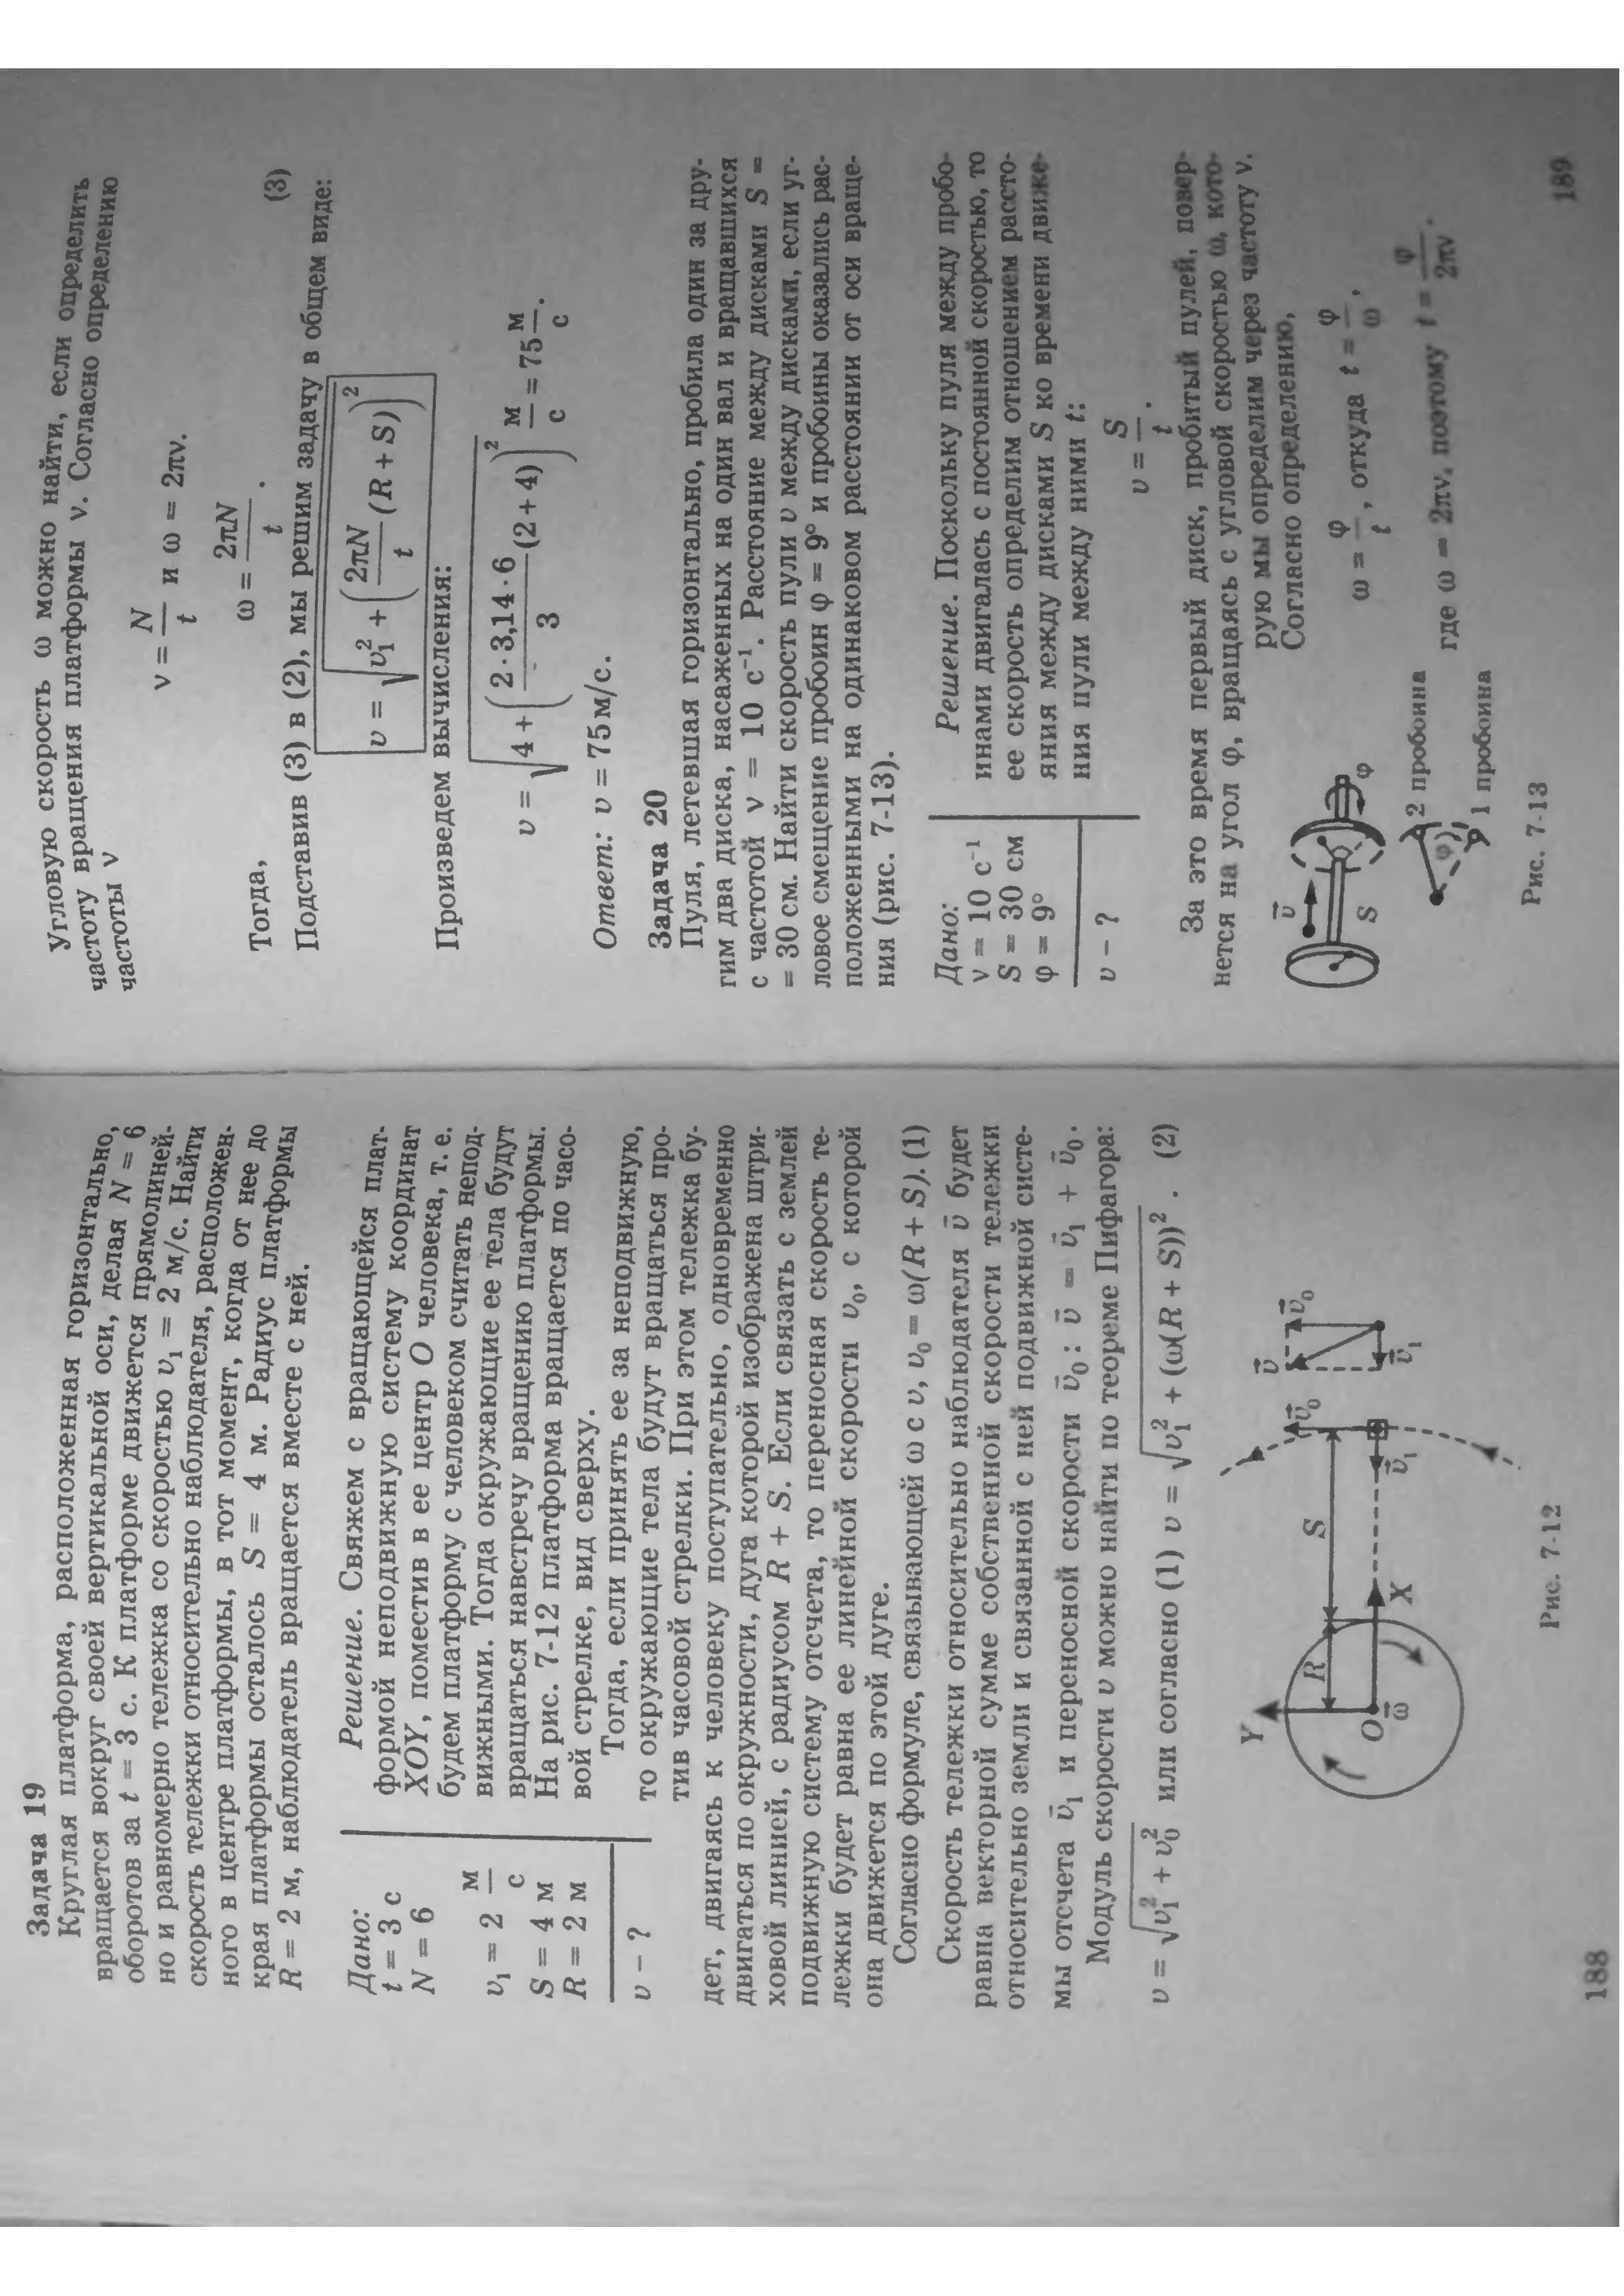 Задача 19
Круглая платформа, расположенная горизонтально,
вращается вокруг своей вертикальной оси, делая N = 6
оборотов за t = 3 с. К платформе движется прямолиней-
но и равномерно тележка со скоростью v₁ = 2 м/с. Найти
скорость тележки относительно наблюдателя, расположен-
ного в центре платформы, в тот момент, когда от нее до
края платформы осталось S = 4 м. Радиус платформы
R = 2 м, наблюдатель вращается вместе с ней.
Дано:
t = 3 с
N = 6
v₁ = 2 м/с
S = 4 м
R = 2 м
v – ?
Решение. Свяжем с вращающейся плат-
формой неподвижную систему координат
XOY, поместив в ее центр O человека, т. е.
будем платформу с человеком считать непод-
вижными. Тогда окружающие ее тела будут
вращаться навстречу вращению платформы.
На рис. 7-12 платформа вращается по часо-
вой стрелке, вид сверху.
Тогда, если принять ее за неподвижную,
то окружающие тела будут вращаться про-
тив часовой стрелки. При этом тележка бу-
дет, двигаясь к человеку поступательно, одновременно
двигаться по окружности, дуга которой изображена штри-
ховой линией, с радиусом R + S. Если связать с землей
подвижную систему отсчета, то переносная скорость те-
лежки будет равна ее линейной скорости v₀, с которой
она движется по этой дуге.
Согласно формуле, связывающей ω с v, v₀ = ω(R + S). (1)
Скорость тележки относительно наблюдателя v⃗ будет
равна векторной сумме собственной скорости тележки
относительно земли и связанной с ней подвижной систе-
мы отсчета v⃗₁ и переносной скорости v⃗₀ : v⃗ = v⃗₁ + v⃗₀.
Модуль скорости v можно найти по теореме Пифагора:
v = √(v₁² + v₀²) или согласно (1) v = √(v₁² + (ω(R + S))²) . (2)
Y
R
S
O
ω⃗
X
v⃗₀
v⃗₁
v⃗
v⃗₀
v⃗₁
Рис. 7-12
188
Угловую скорость ω можно найти, если определить
частоту вращения платформы ν. Согласно определению
частоты ν
ν = N/t и ω = 2πν.
Тогда,
ω = 2πN/t . (3)
Подставив (3) в (2), мы решим задачу в общем виде:
v = √(v₁² + (2πN/t (R + S))²)
Произведем вычисления:
v = √(4 + (2·3,14·6/3 (2 + 4))²) м/с = 75 м/с.
Ответ: v = 75 м/с.
Задача 20
Пуля, летевшая горизонтально, пробила один за дру-
гим два диска, насаженных на один вал и вращавшихся
с частотой ν = 10 с⁻¹. Расстояние между дисками S =
= 30 см. Найти скорость пули v между дисками, если уг-
ловое смещение пробоин φ = 9° и пробоины оказались рас-
положенными на одинаковом расстоянии от оси враще-
ния (рис. 7-13).
Дано:
ν = 10 с⁻¹
S = 30 см
φ = 9°
v – ?
Решение. Поскольку пуля между пробо-
инами двигалась с постоянной скоростью, то
ее скорость определим отношением рассто-
яния между дисками S ко времени движе-
ния пули между ними t:
v = S/t .
За это время первый диск, пробитый пулей, повер-
нется на угол φ, вращаясь с угловой скоростью ω, кото-
рую мы определим через частоту ν.
Согласно определению,
ω = φ/t , откуда t = φ/ω ,
где ω = 2πν, поэтому t = φ/2πν .
v⃗
S
φ
2 пробоина
φ
1 пробоина
Рис. 7-13
189